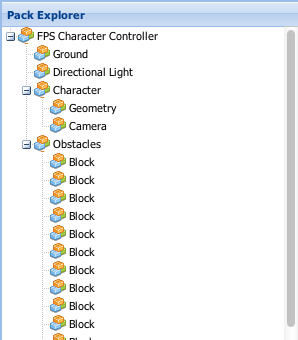 Pack Explorer
FPS Character Controller
Ground
Directional Light
Character
Geometry
Camera
Obstacles
Block
Block
Block
Block
Block
Block
Block
Block
Block
Block
Block